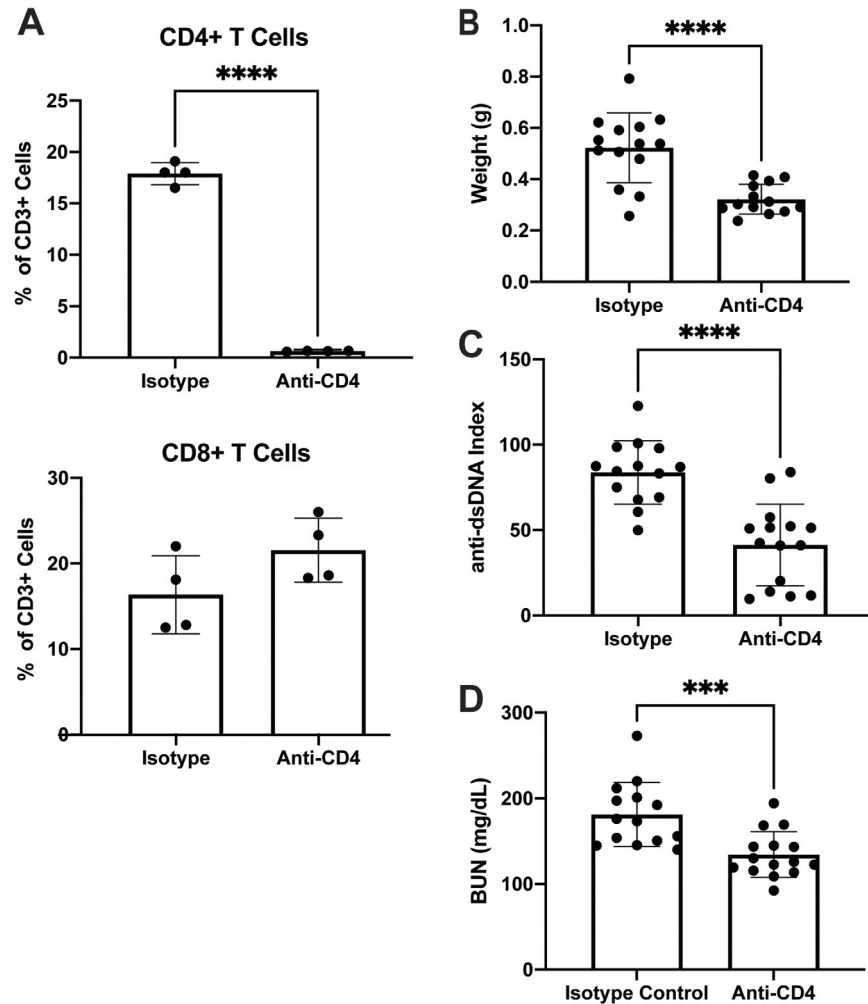 A
CD4+ T Cells
****
25
20
15
10
5
0
% of CD3+ Cells
Isotype Anti-CD4
CD8+ T Cells
30
20
10
0
% of CD3+ Cells
Isotype Anti-CD4
B
****
1.0
0.8
0.6
0.4
0.2
0.0
Weight (g)
Isotype Anti-CD4
C
****
150
100
50
0
anti-dsDNA Index
Isotype Anti-CD4
D
***
300
200
100
0
BUN (mg/dL)
Isotype Control Anti-CD4